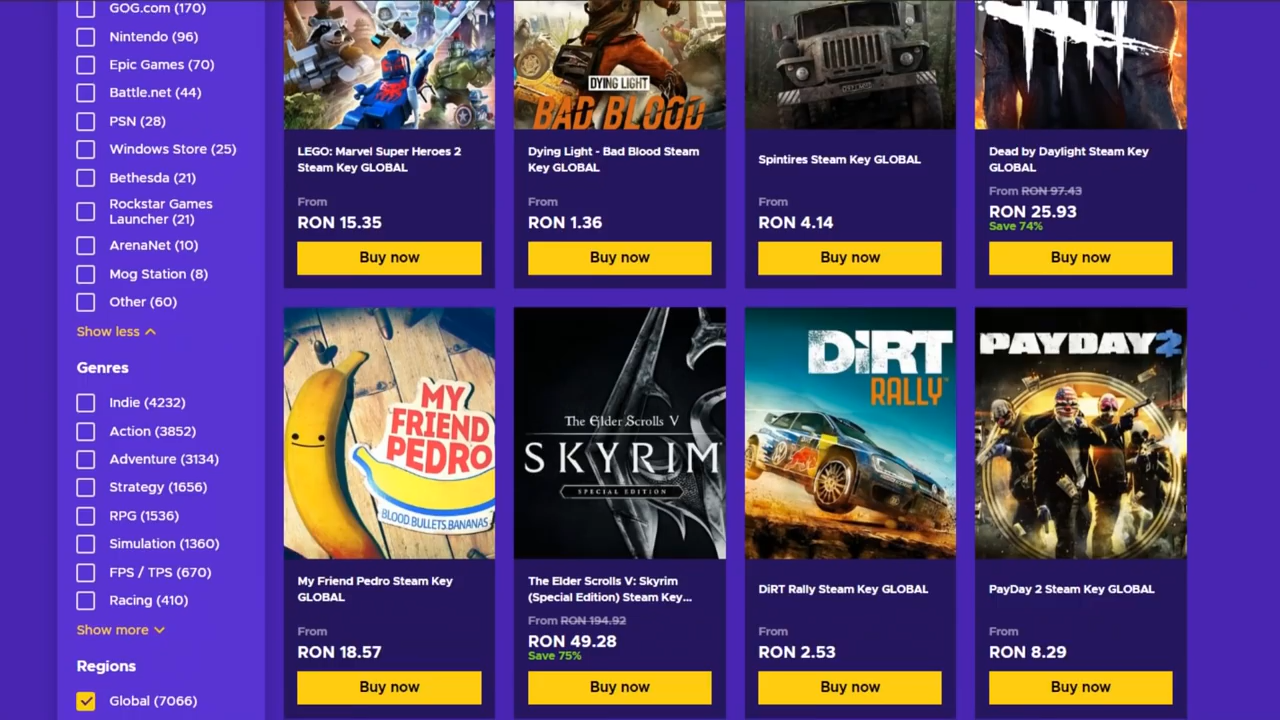 GOG.com (170)
Nintendo (96)
Epic Games (70)
Battle.net (44)
PSN (28)
Windows Store (25)
Bethesda (21)
Rockstar Games
Launcher (21)
ArenaNet (10)
Mog Station (8)
Other (60)
Show less
Genres
Indie (4232)
Action (3852)
Adventure (3134)
Strategy (1656)
RPG (1536)
Simulation (1360)
FPS / TPS (670)
Racing (410)
Show more
Regions
Global (7066)
LEGO: Marvel Super Heroes 2
Steam Key GLOBAL
From
RON 15.35
Buy now
DYING LIGHT
BAD BLOOD
Dying Light - Bad Blood Steam
Key GLOBAL
From
RON 1.36
Buy now
Spintires Steam Key GLOBAL
From
RON 4.14
Buy now
Dead by Daylight Steam Key
GLOBAL
From RON 97.43
RON 25.93
Save 74%
Buy now
MY
FRIEND
PEDRO
BLOOD BULLETS BANANAS
My Friend Pedro Steam Key
GLOBAL
From
RON 18.57
Buy now
The Elder Scrolls V
SKYRIM
SPECIAL EDITION
The Elder Scrolls V: Skyrim
(Special Edition) Steam Key...
From RON 194.92
RON 49.28
Save 75%
Buy now
DiRT
RALLY
DiRT Rally Steam Key GLOBAL
From
RON 2.53
Buy now
PAYDAY 2
PayDay 2 Steam Key GLOBAL
From
RON 8.29
Buy now